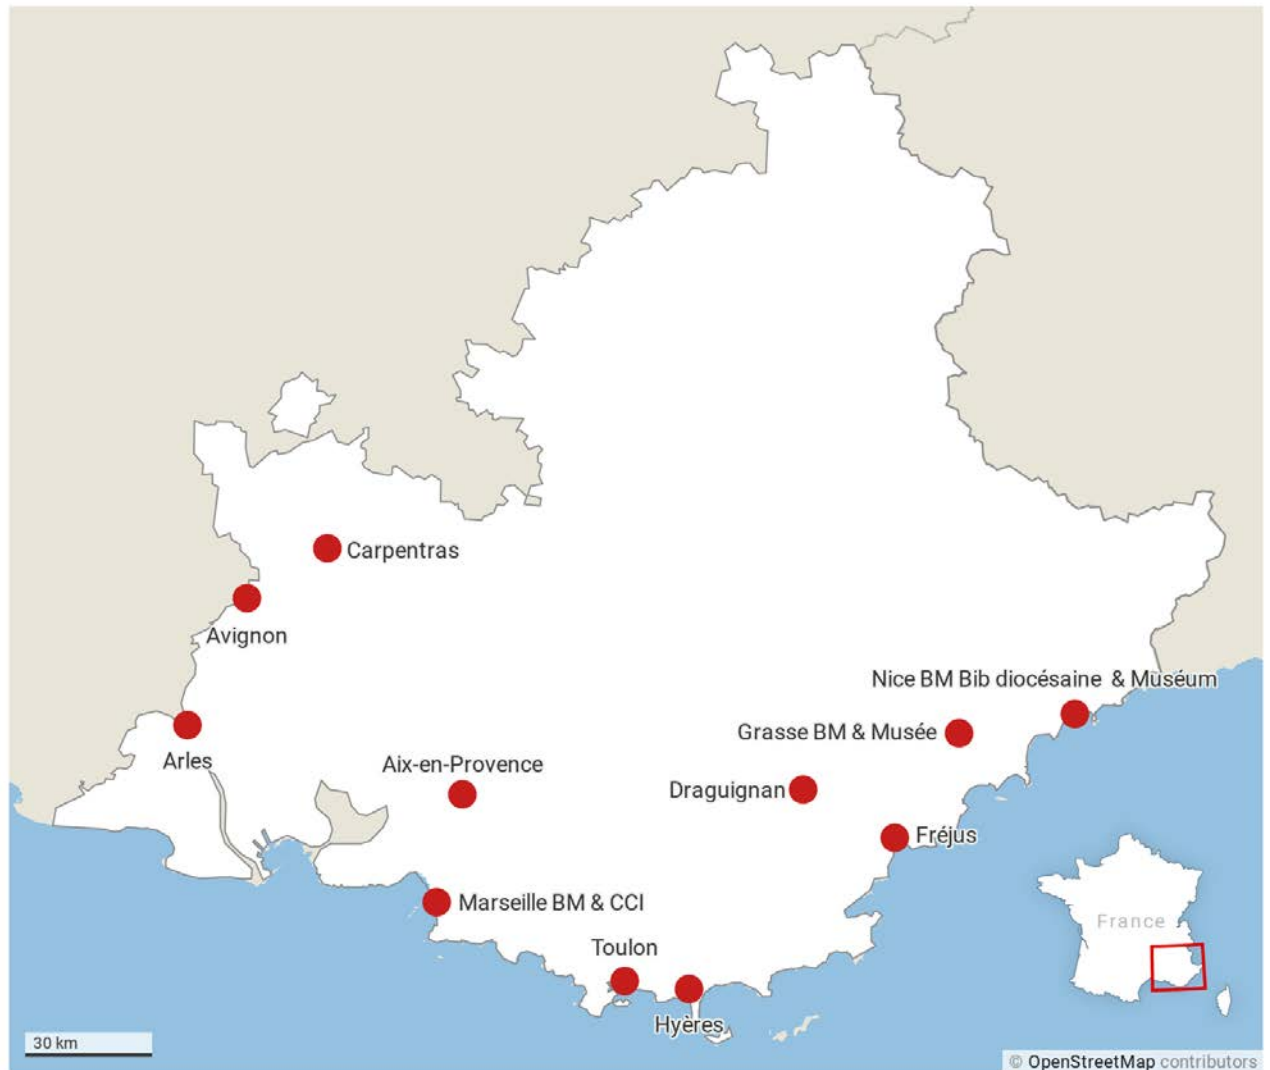 Carpentras
Avignon
Nice BM Bib diocésaine & Muséum
Grasse BM & Musée
Arles
Aix-en-Provence
Draguignan
Fréjus
Marseille BM & CCI
France
Toulon
Hyères
30 km
© OpenStreetMap contributors